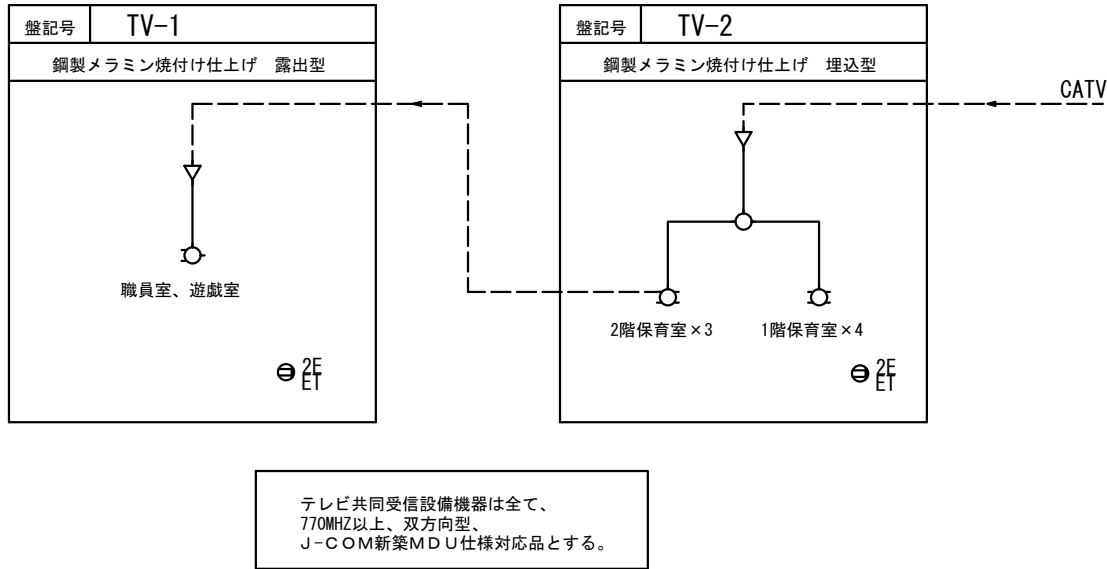 盤記号 TV-1
鋼製メラミン焼付け仕上げ 露出型
職員室、遊戯室
2E
ET
盤記号 TV-2
鋼製メラミン焼付け仕上げ 埋込型
CATV
2階保育室×3 1階保育室×4
2E
ET
テレビ共同受信設備機器は全て、
770MHZ以上、双方向型、
J-COM新築MDU仕様対応品とする。